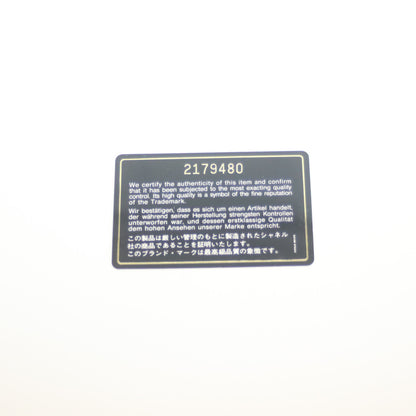 2179480
We certify the authenticity of this item and confirm
that it has been subjected to the most exacting quality
control. Its high quality is a symbol of the fine reputation
of the Trademark.
Wir bestätigen, dass es sich um einen Artikel handelt,
der während seiner Herstellung strengsten Kontrollen
unterworfen war, und dessen erstklassige Qualität
dem hohen Ansehen unserer Marke entspricht.
この製品は厳しい管理のもとに製造されたシャネル
社の商品であることを証明いたします。
このブランド・マークは最高級品質の象徴です。